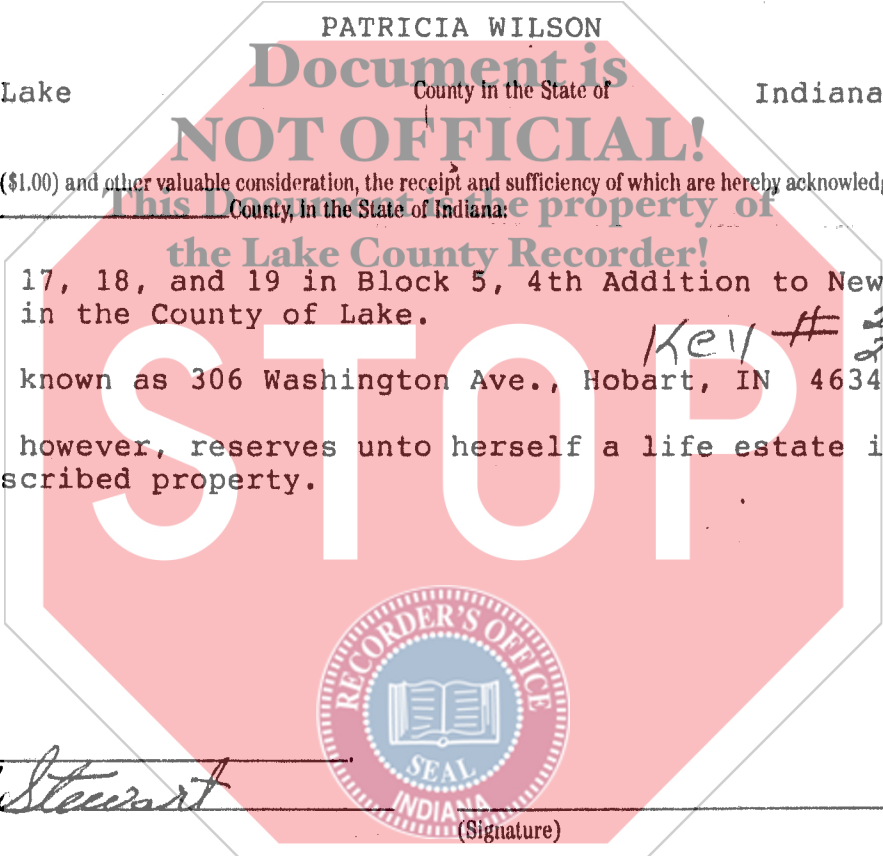 PATRICIA WILSON
Document is
Lake County in the State of Indiana
NOT OFFICIAL!
($1.00) and other valuable consideration, the receipt and sufficiency of which are hereby acknowledg
This Document is the property of
County, in the State of Indiana:
the Lake County Recorder!
17, 18, and 19 in Block 5, 4th Addition to New
in the County of Lake.
Key #
known as 306 Washington Ave., Hobart, IN 4634
however, reserves unto herself a life estate i
scribed property.
STOP
RECORDER'S OFFICE
SEAL
INDIANA
Stewart
(Signature)